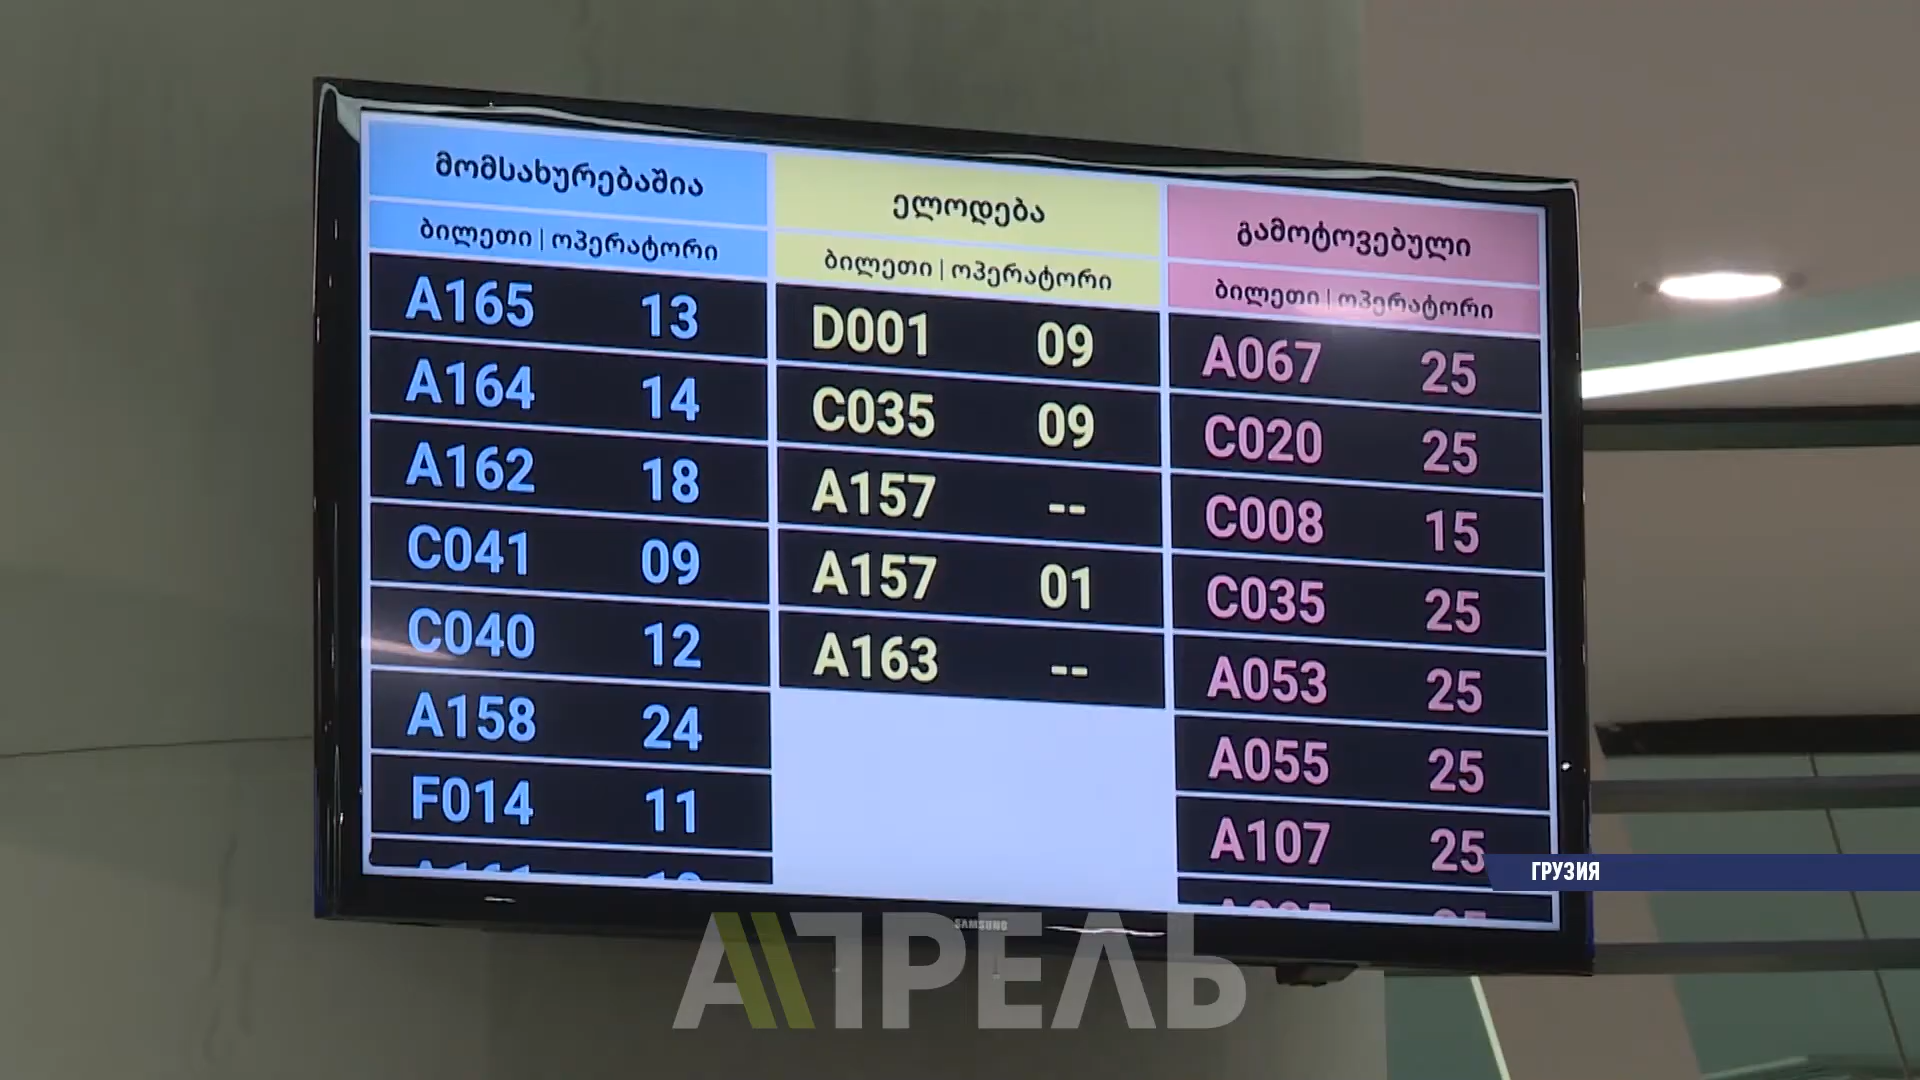 მომსახურებაშია
ბილეთი | ოპერატორი
A165 13
A164 14
A162 18
C041 09
C040 12
A158 24
F014 11
ელოდება
ბილეთი | ოპერატორი
D001 09
C035 09
A157 --
A157 01
A163 --
გამოტოვებული
ბილეთი | ოპერატორი
A067 25
C020 25
C008 15
C035 25
A053 25
A055 25
A107 25
ГРУЗИЯ
SAMSUNG
АПРЕЛЬ